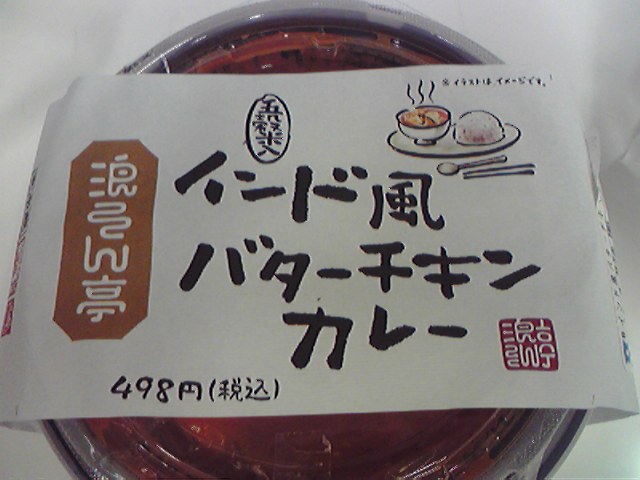 ※イラストは、イメージです。
五穀米入
インド風
バターチキン
カレー
498円(税込)